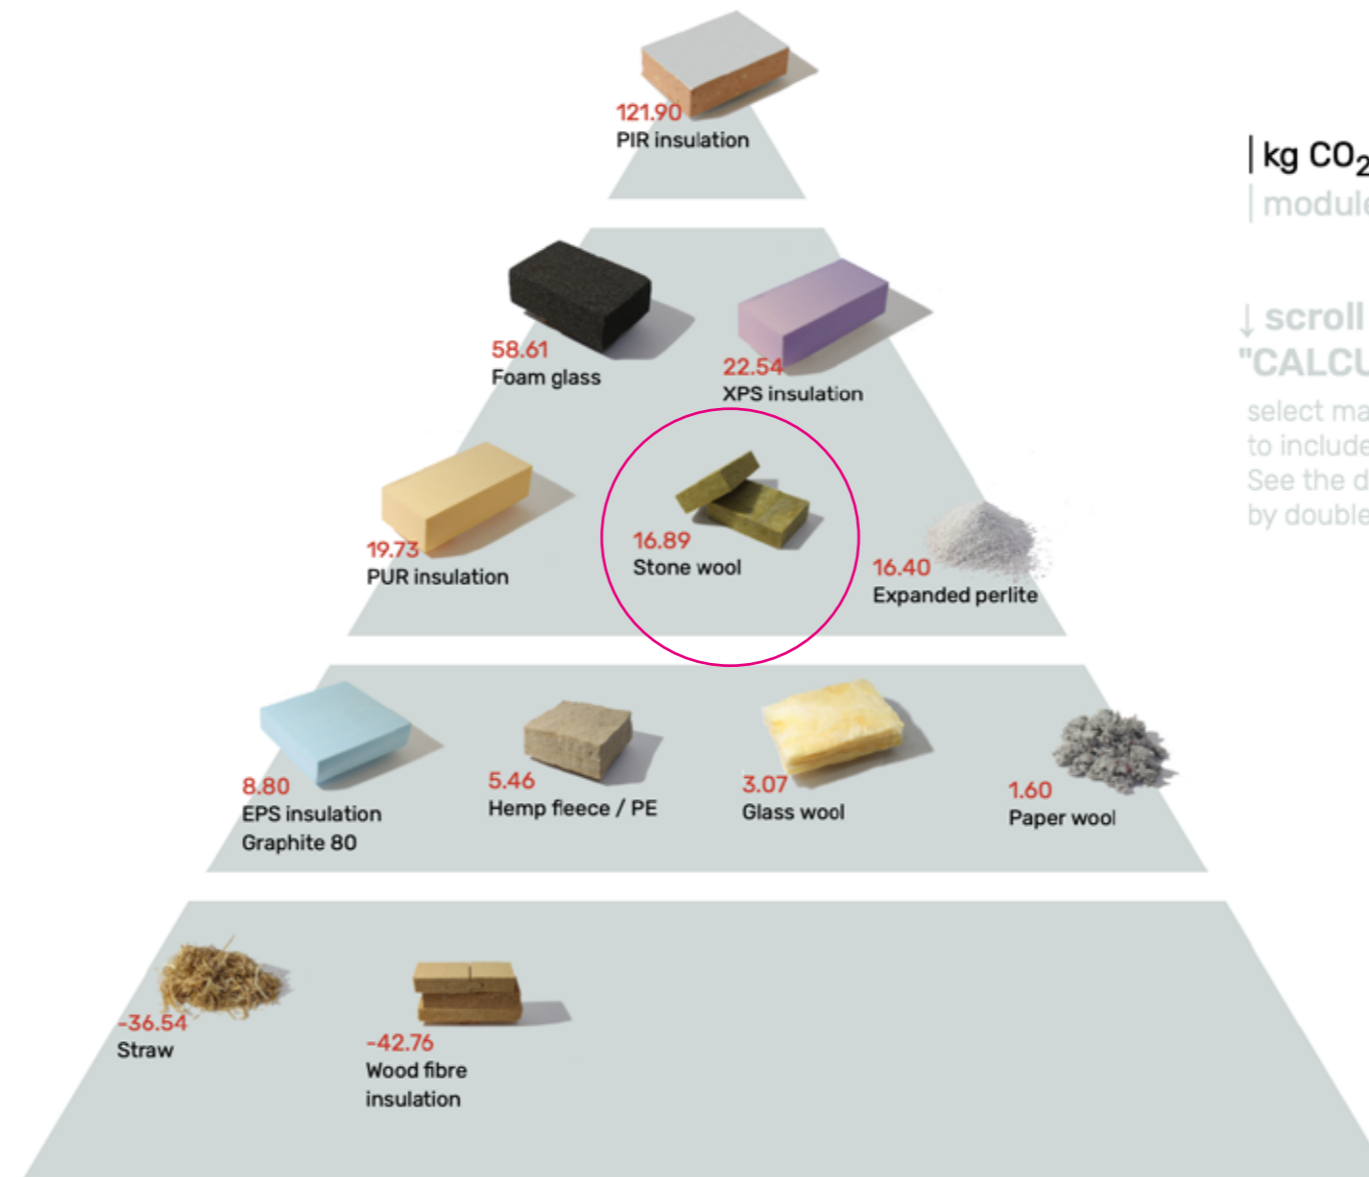 121.90
PIR insulation
| kg CO₂
| module
58.61
Foam glass
22.54
XPS insulation
↓ scroll
"CALCU
select ma
to include
See the d
by double
19.73
PUR insulation
16.89
Stone wool
16.40
Expanded perlite
8.80
EPS insulation
Graphite 80
5.46
Hemp fleece / PE
3.07
Glass wool
1.60
Paper wool
-36.54
Straw
-42.76
Wood fibre
insulation